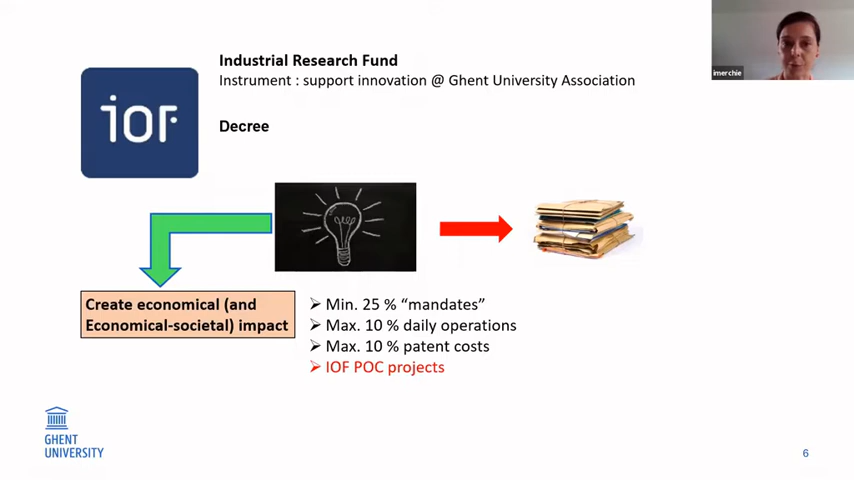 imerchie
Industrial Research Fund
Instrument : support innovation @ Ghent University Association
iOF
Decree
Create economical (and
Economical-societal) impact
➢ Min. 25 % “mandates”
➢ Max. 10 % daily operations
➢ Max. 10 % patent costs
➢ IOF POC projects
GHENT
UNIVERSITY
6